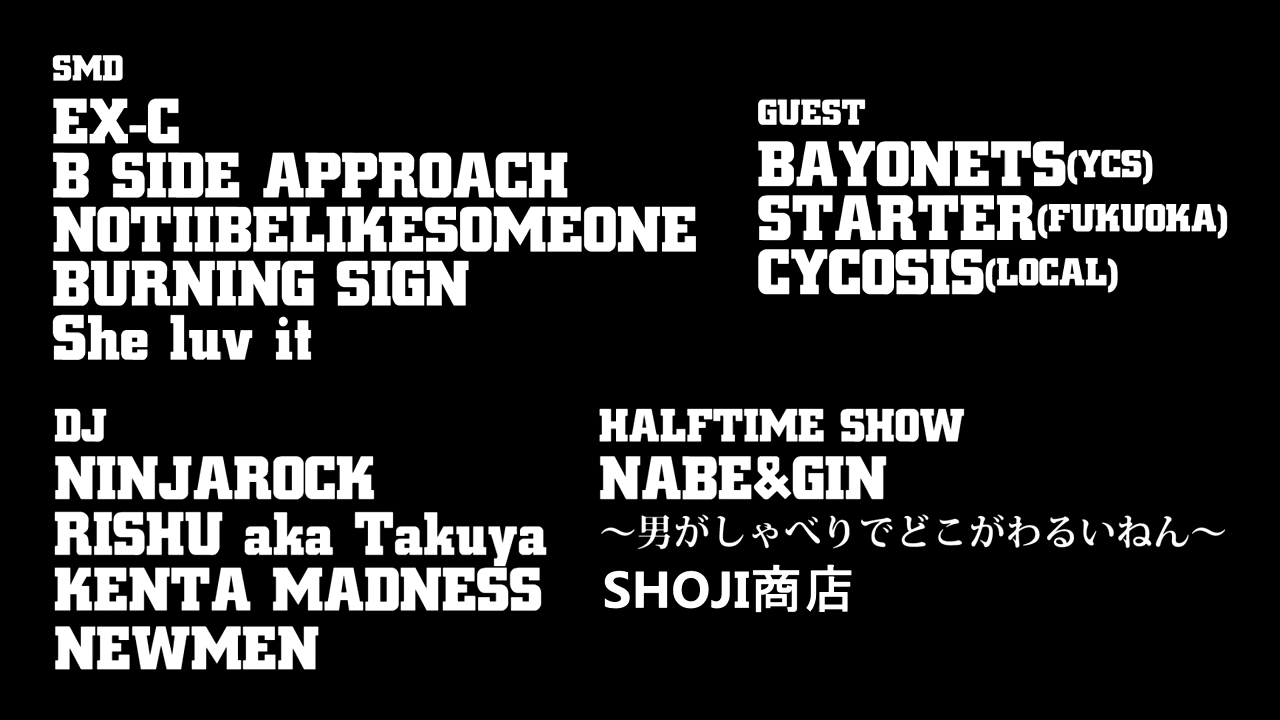 SMD
EX-C
B SIDE APPROACH
NOTIIBELIKESOMEONE
BURNING SIGN
She luv it
GUEST
BAYONETS(YCS)
STARTER(FUKUOKA)
CYCOSIS(LOCAL)
DJ
NINJAROCK
RISHU aka Takuya
KENTA MADNESS
NEWMEN
HALFTIME SHOW
NABE&GIN
〜男がしゃべりでどこがわるいねん〜
SHOJI商店